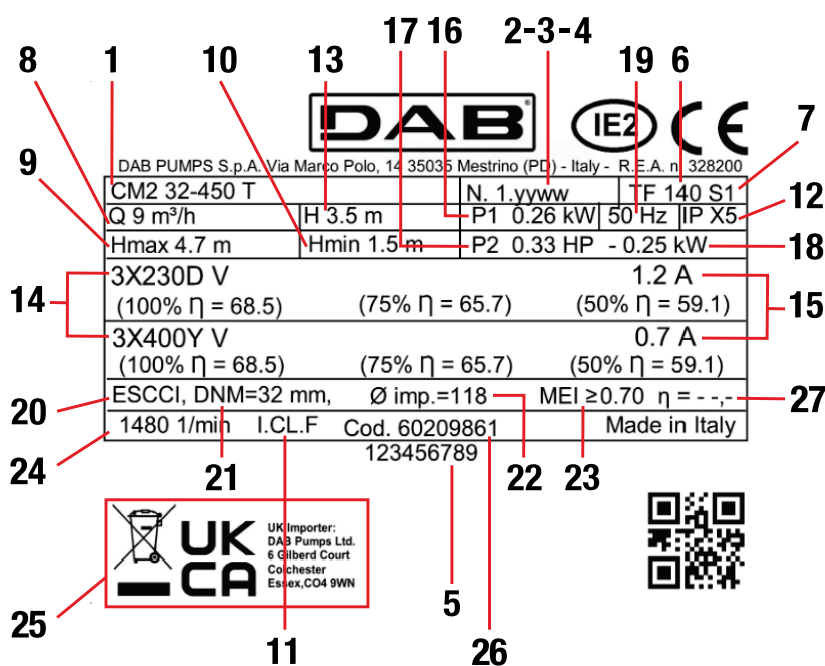 17 16 2-3-4
8 1 10 13 19 6
DAB
IE2 CE
7
9
DAB PUMPS S.p.A. Via Marco Polo, 14 35035 Mestrino (PD) - Italy - R.E.A. n. 328200
CM2 32-450 T N. 1.yyww TF 140 S1
12
Q 9 m³/h H 3.5 m P1 0.26 kW 50 Hz IP X5
Hmax 4.7 m Hmin 1.5 m P2 0.33 HP - 0.25 kW
18
3X230D V 1.2 A
14 15
(100% Ƞ = 68.5) (75% Ƞ = 65.7) (50% Ƞ = 59.1)
3X400Y V 0.7 A
(100% Ƞ = 68.5) (75% Ƞ = 65.7) (50% Ƞ = 59.1)
20 ESCCI, DNM=32 mm, Ø imp.=118 MEI ≥0.70 η = - -,- 27
24 1480 1/min I.CL.F Cod. 60209861 Made in Italy
123456789
21 22 23
UK
CA
UK Importer:
DAB Pumps Ltd.
6 Gilberd Court
Colchester
Essex,CO4 9WN
25 11 5 26